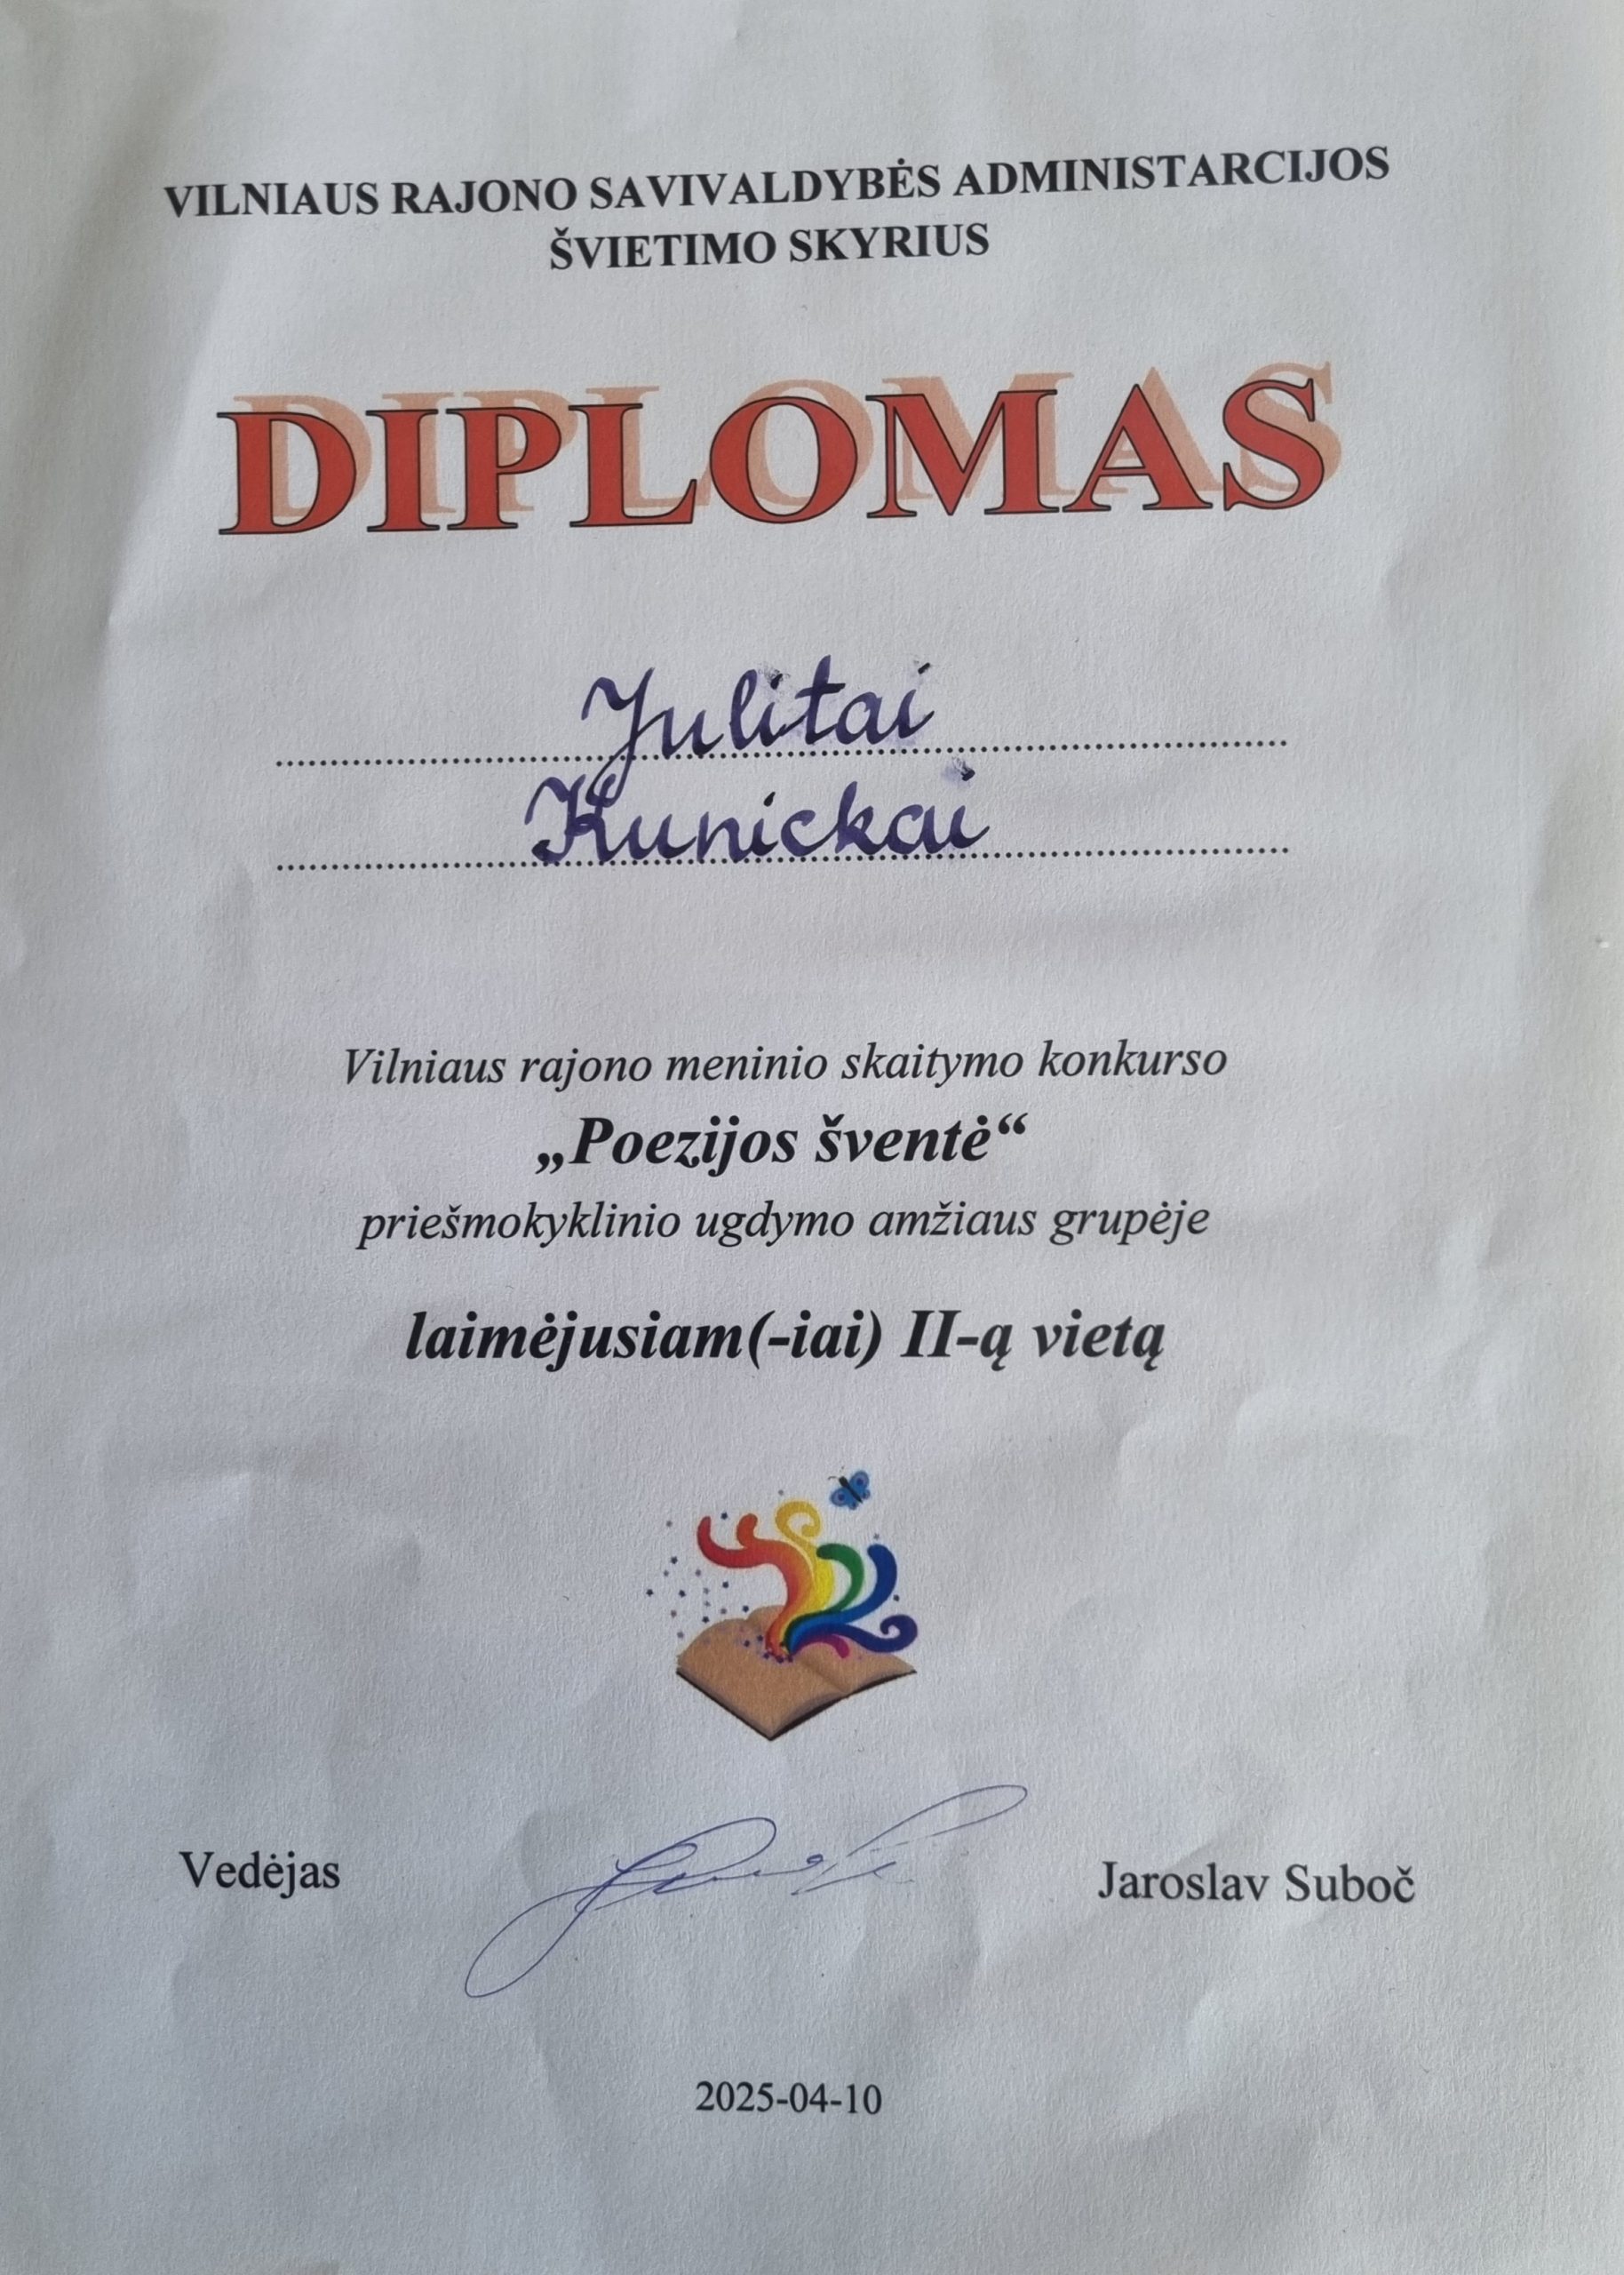 VILNIAUS RAJONO SAVIVALDYBĖS ADMINISTARCIJOS
ŠVIETIMO SKYRIUS
DIPLOMAS
Julitai
Kunickai
Vilniaus rajono meninio skaitymo konkurso
„Poezijos šventė“
priešmokyklinio ugdymo amžiaus grupėje
laimėjusiam(-iai) II-ą vietą
Vedėjas
Jaroslav Suboč
2025-04-10